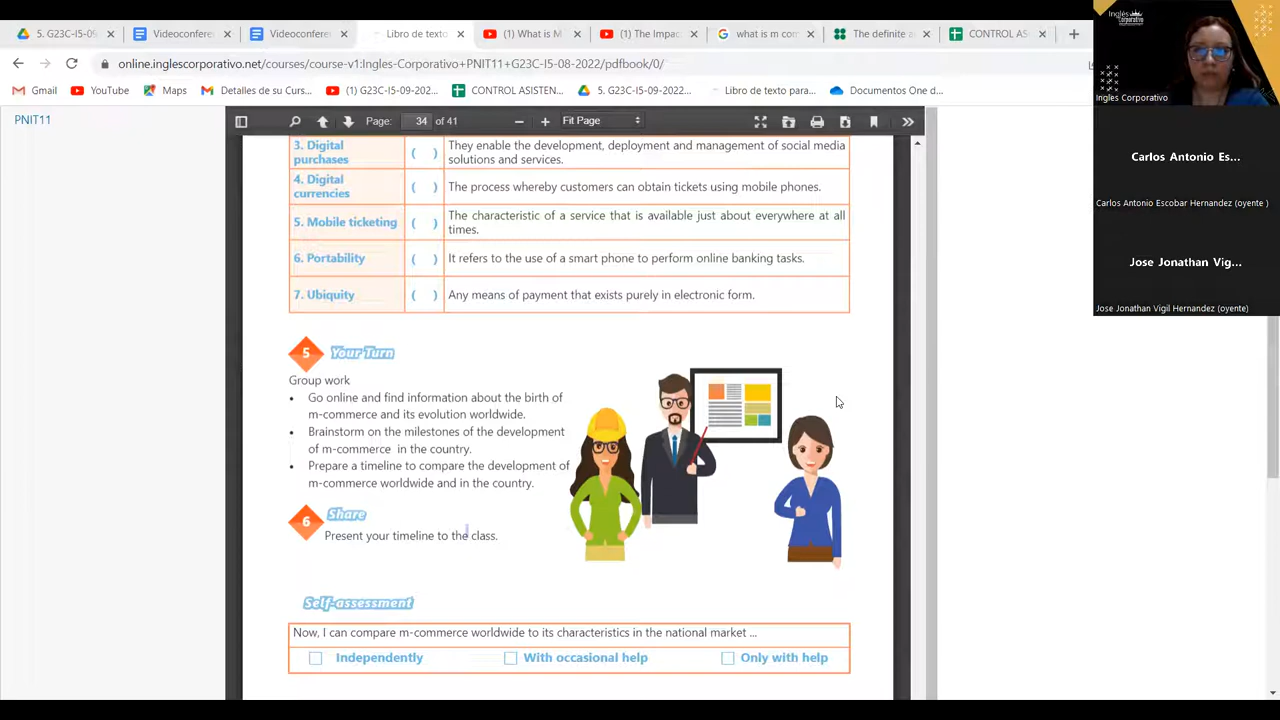 5. G23C-I5-09
Videoconferen
Videoconferen
Libro de texto
(1) What is M
(1) The Impac
what is m con
The definite a
CONTROL AS
online.inglescorporativo.net/courses/course-v1:Ingles-Corporativo+PNIT11+G23C-I5-08-2022/pdfbook/0/
Gmail
YouTube
Maps
Detalles de su Curs...
(1) G23C-I5-09-202...
CONTROL ASISTEN...
5. G23C-I5-09-2022...
Libro de texto para...
Documentos One d...
PNIT11
Page: 34 of 41
Fit Page
3. Digital purchases
( )
They enable the development, deployment and management of social media
solutions and services.
4. Digital currencies
( )
The process whereby customers can obtain tickets using mobile phones.
5. Mobile ticketing
( )
The characteristic of a service that is available just about everywhere at all
times.
6. Portability
( )
It refers to the use of a smart phone to perform online banking tasks.
7. Ubiquity
( )
Any means of payment that exists purely in electronic form.
5 Your Turn
Group work
• Go online and find information about the birth of
m-commerce and its evolution worldwide.
• Brainstorm on the milestones of the development
of m-commerce in the country.
• Prepare a timeline to compare the development of
m-commerce worldwide and in the country.
6 Share
Present your timeline to the class.
Self-assessment
Now, I can compare m-commerce worldwide to its characteristics in the national market ...
Independently
With occasional help
Only with help
Inglés
Corporativo
Ingles Corporativo
Carlos Antonio Es...
Carlos Antonio Escobar Hernandez (oyente )
Jose Jonathan Vig...
Jose Jonathan Vigil Hernandez (oyente)